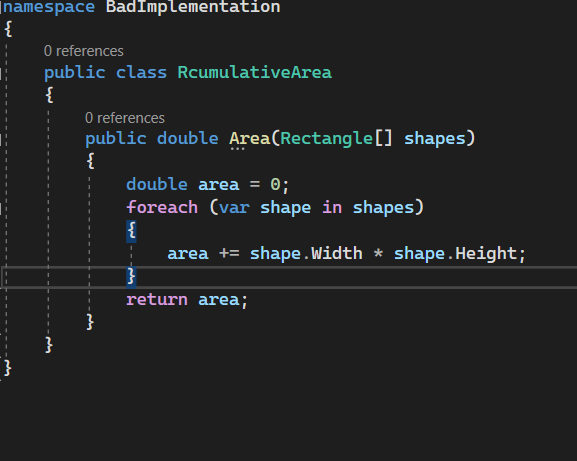 namespace BadImplementation
{
0 references
public class RcumulativeArea
{
0 references
public double Area(Rectangle[] shapes)
{
double area = 0;
foreach (var shape in shapes)
{
area += shape.Width * shape.Height;
}
return area;
}
}
}